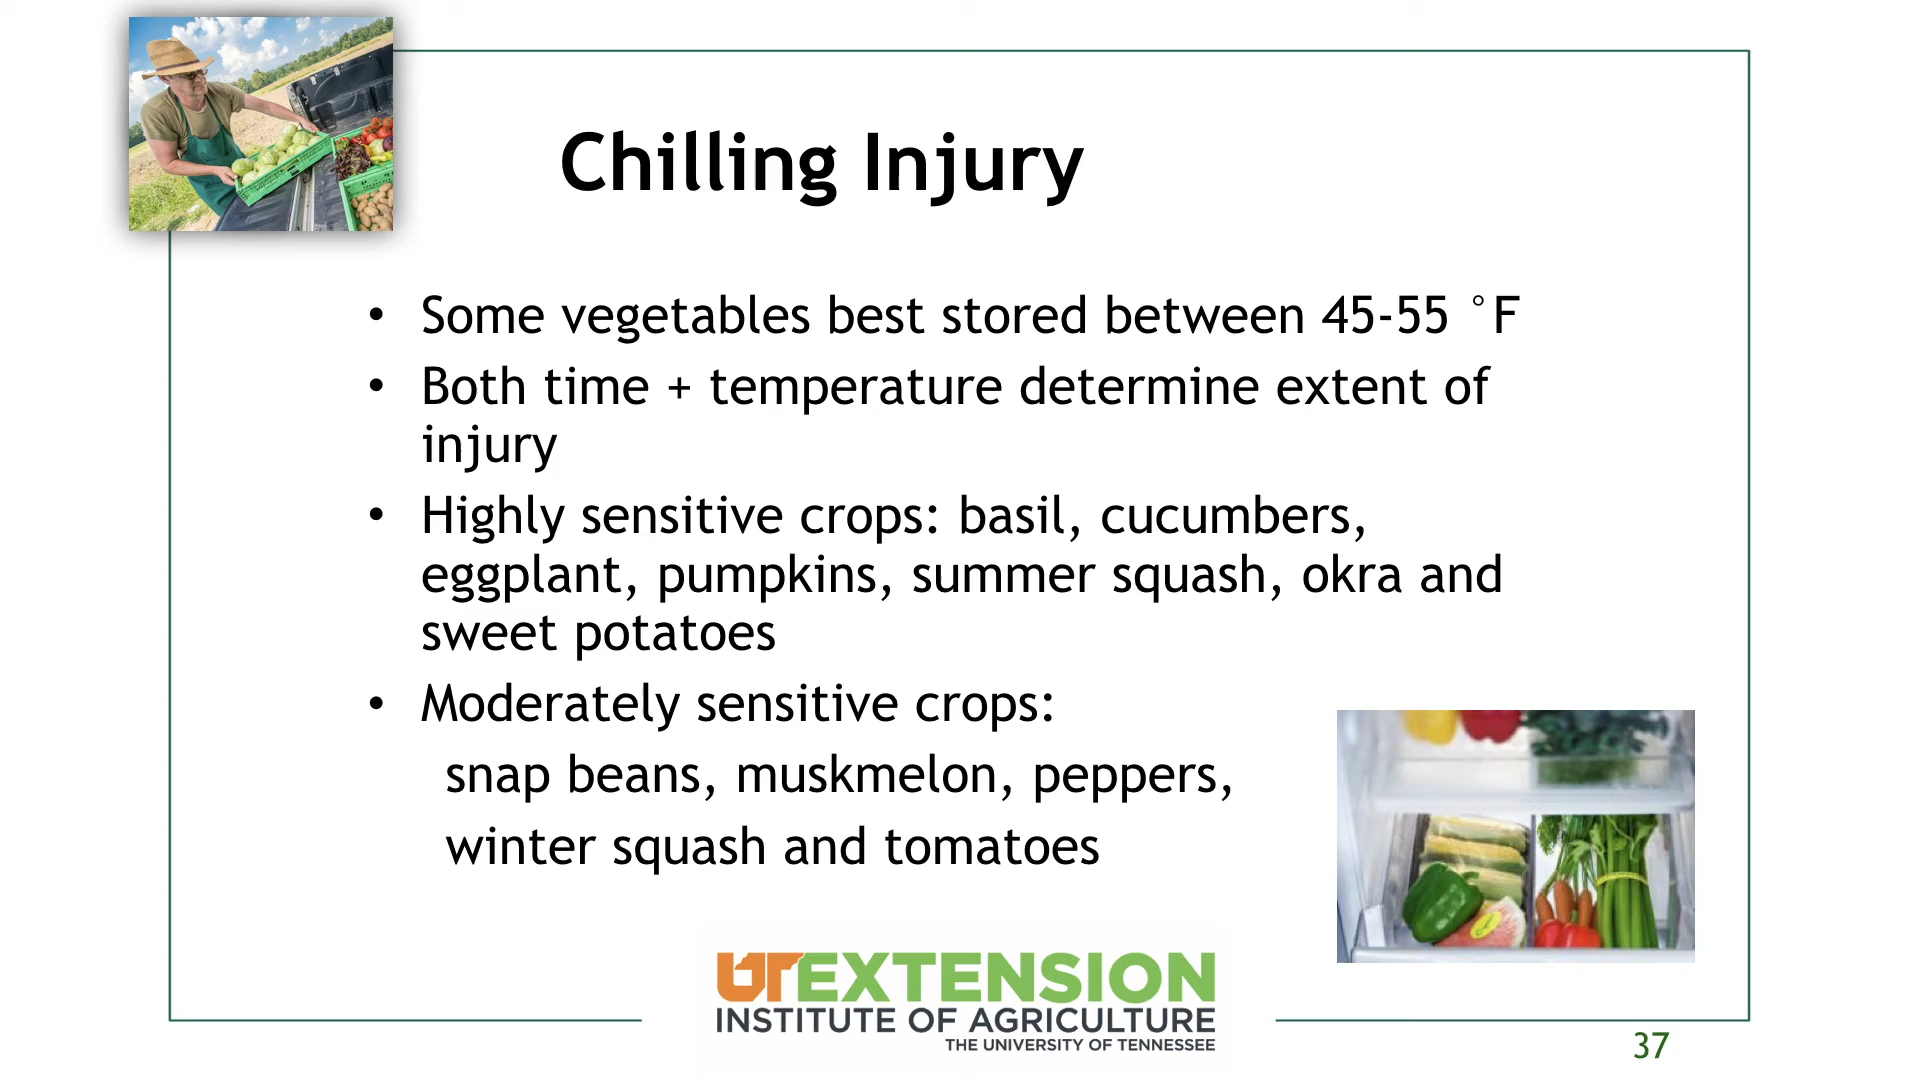 Chilling Injury
• Some vegetables best stored between 45-55 °F
• Both time + temperature determine extent of
injury
• Highly sensitive crops: basil, cucumbers,
eggplant, pumpkins, summer squash, okra and
sweet potatoes
• Moderately sensitive crops:
snap beans, muskmelon, peppers,
winter squash and tomatoes
UT EXTENSION
INSTITUTE OF AGRICULTURE
THE UNIVERSITY OF TENNESSEE
37